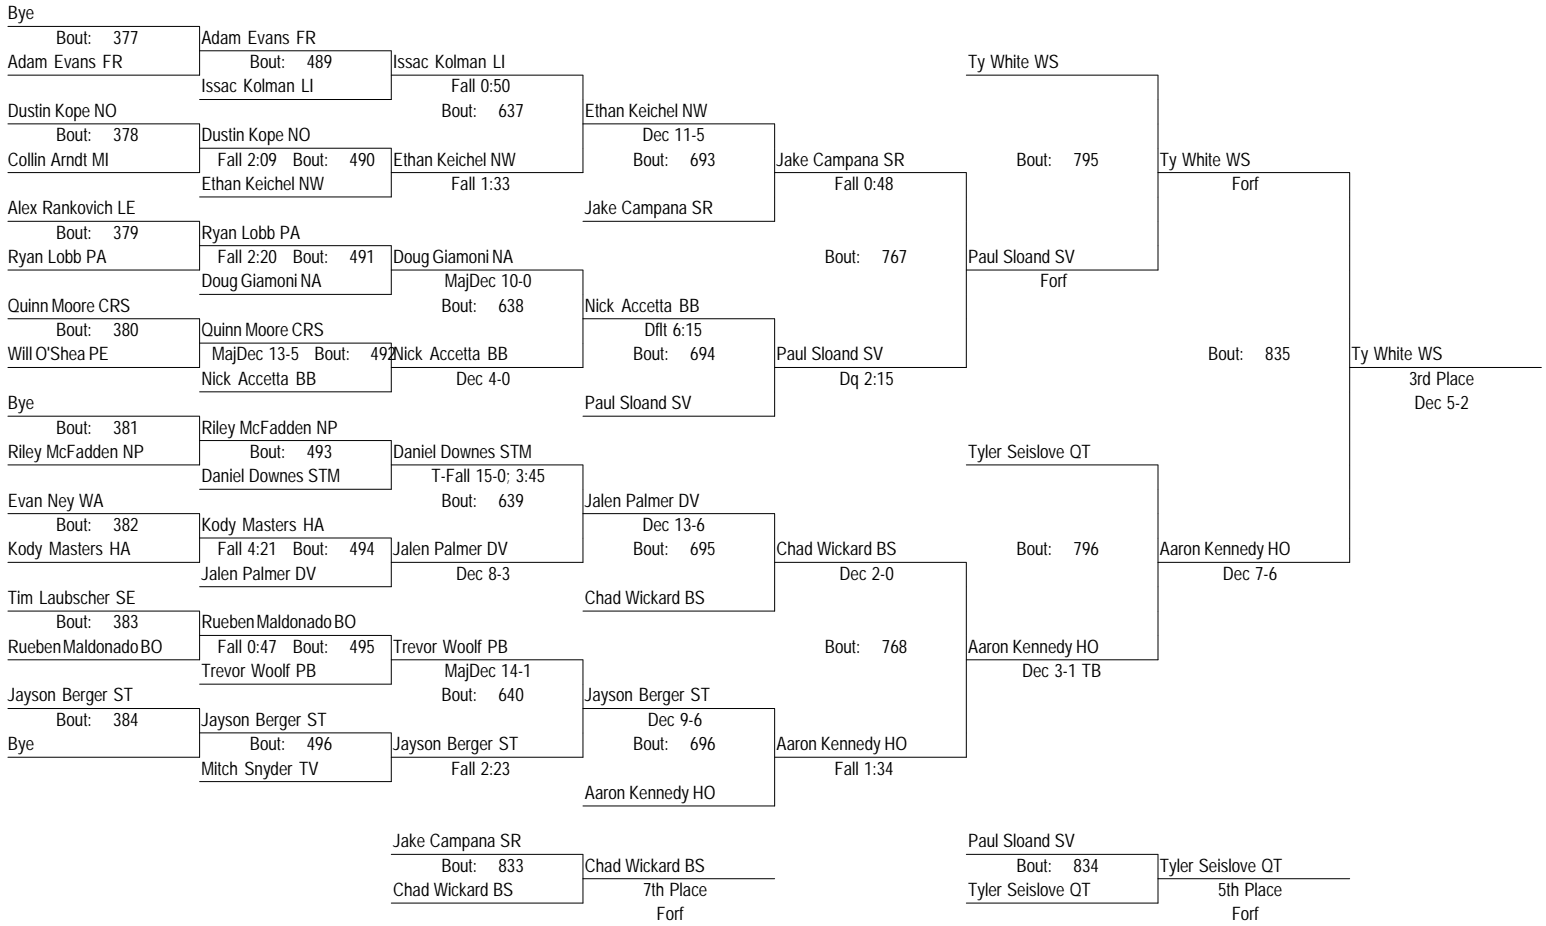 Bye
Bout: 377 Adam Evans FR
Adam Evans FR Bout: 489 Issac Kolman LI Ty White WS
Issac Kolman LI Fall 0:50
Dustin Kope NO Bout: 637 Ethan Keichel NW
Bout: 378 Dustin Kope NO Dec 11-5
Collin Arndt MI Fall 2:09 Bout: 490 Ethan Keichel NW Bout: 693 Jake Campana SR Bout: 795 Ty White WS
Ethan Keichel NW Fall 1:33 Fall 0:48 Forf
Alex Rankovich LE Jake Campana SR
Bout: 379 Ryan Lobb PA
Ryan Lobb PA Fall 2:20 Bout: 491 Doug Giamoni NA Bout: 767 Paul Sloand SV
Doug Giamoni NA MajDec 10-0 Forf
Quinn Moore CRS Bout: 638 Nick Accetta BB
Bout: 380 Quinn Moore CRS Dflt 6:15
Will O'Shea PE MajDec 13-5 Bout: 492 Nick Accetta BB Bout: 694 Paul Sloand SV Bout: 835 Ty White WS
Nick Accetta BB Dec 4-0 Dq 2:15 3rd Place
Bye Paul Sloand SV Dec 5-2
Bout: 381 Riley McFadden NP
Riley McFadden NP Bout: 493 Daniel Downes STM Tyler Seislove QT
Daniel Downes STM T-Fall 15-0; 3:45
Evan Ney WA Bout: 639 Jalen Palmer DV
Bout: 382 Kody Masters HA Dec 13-6
Kody Masters HA Fall 4:21 Bout: 494 Jalen Palmer DV Bout: 695 Chad Wickard BS Bout: 796 Aaron Kennedy HO
Jalen Palmer DV Dec 8-3 Dec 2-0 Dec 7-6
Tim Laubscher SE Chad Wickard BS
Bout: 383 Rueben Maldonado BO
Rueben Maldonado BO Fall 0:47 Bout: 495 Trevor Woolf PB Bout: 768 Aaron Kennedy HO
Trevor Woolf PB MajDec 14-1 Dec 3-1 TB
Jayson Berger ST Bout: 640 Jayson Berger ST
Bout: 384 Jayson Berger ST Dec 9-6
Bye Bout: 496 Jayson Berger ST Bout: 696 Aaron Kennedy HO
Mitch Snyder TV Fall 2:23 Fall 1:34
Aaron Kennedy HO
Jake Campana SR Paul Sloand SV
Bout: 833 Chad Wickard BS Bout: 834 Tyler Seislove QT
Chad Wickard BS 7th Place Tyler Seislove QT 5th Place
Forf Forf